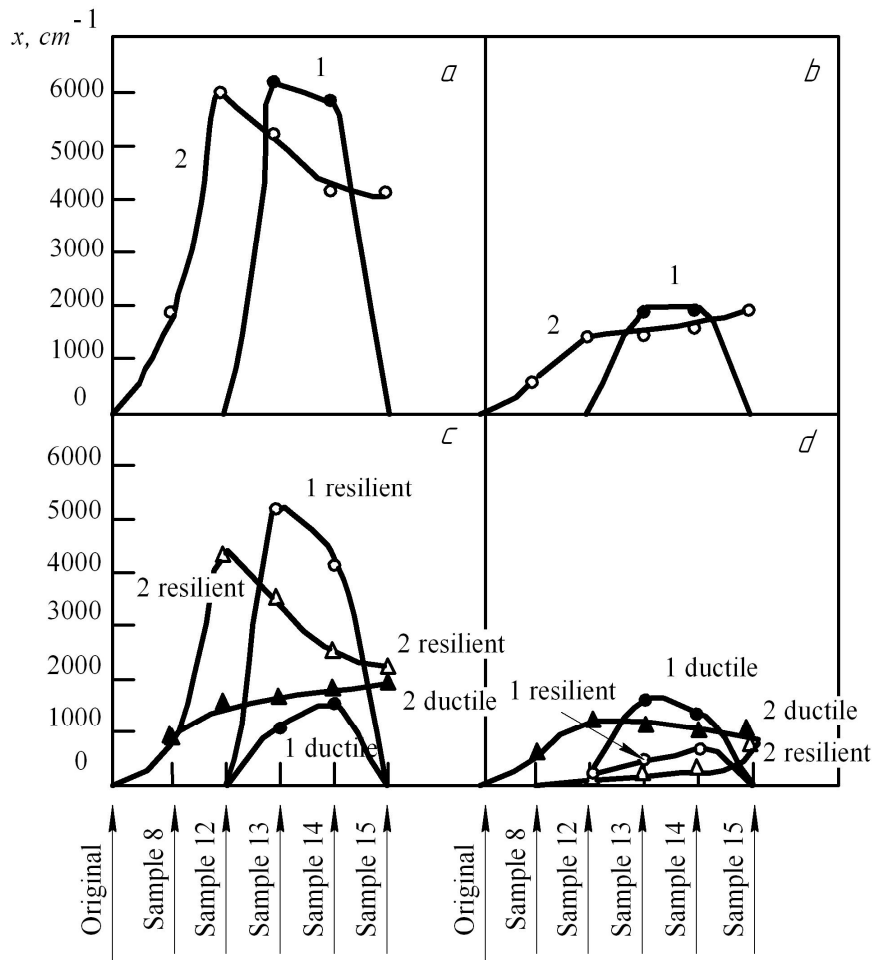 x, cm -1
a
b
1
2
6000
5000
4000
3000
2000
1000
0
1
2
c
d
6000
5000
4000
3000
2000
1000
0
1 resilient
2 resilient
2 resilient
2 ductile
1 ductile
1 ductile
1 resilient
2 ductile
2 resilient
Original
Sample 8
Sample 12
Sample 13
Sample 14
Sample 15
Original
Sample 8
Sample 12
Sample 13
Sample 14
Sample 15